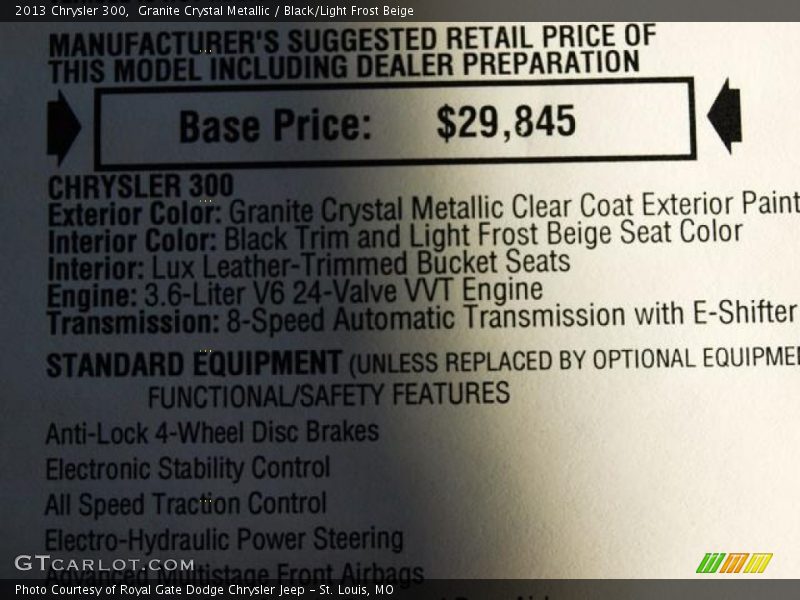 2013 Chrysler 300, Granite Crystal Metallic / Black/Light Frost Beige
MANUFACTURER'S SUGGESTED RETAIL PRICE OF
THIS MODEL INCLUDING DEALER PREPARATION
Base Price: $29,845
CHRYSLER 300
Exterior Color: Granite Crystal Metallic Clear Coat Exterior Paint
Interior Color: Black Trim and Light Frost Beige Seat Color
Interior: Lux Leather-Trimmed Bucket Seats
Engine: 3.6-Liter V6 24-Valve VVT Engine
Transmission: 8-Speed Automatic Transmission with E-Shifter
STANDARD EQUIPMENT (UNLESS REPLACED BY OPTIONAL EQUIPME
FUNCTIONAL/SAFETY FEATURES
Anti-Lock 4-Wheel Disc Brakes
Electronic Stability Control
All Speed Traction Control
Electro-Hydraulic Power Steering
Advanced Multistage Front Airbags
GTCARLOT.COM
Photo Courtesy of Royal Gate Dodge Chrysler Jeep - St. Louis, MO